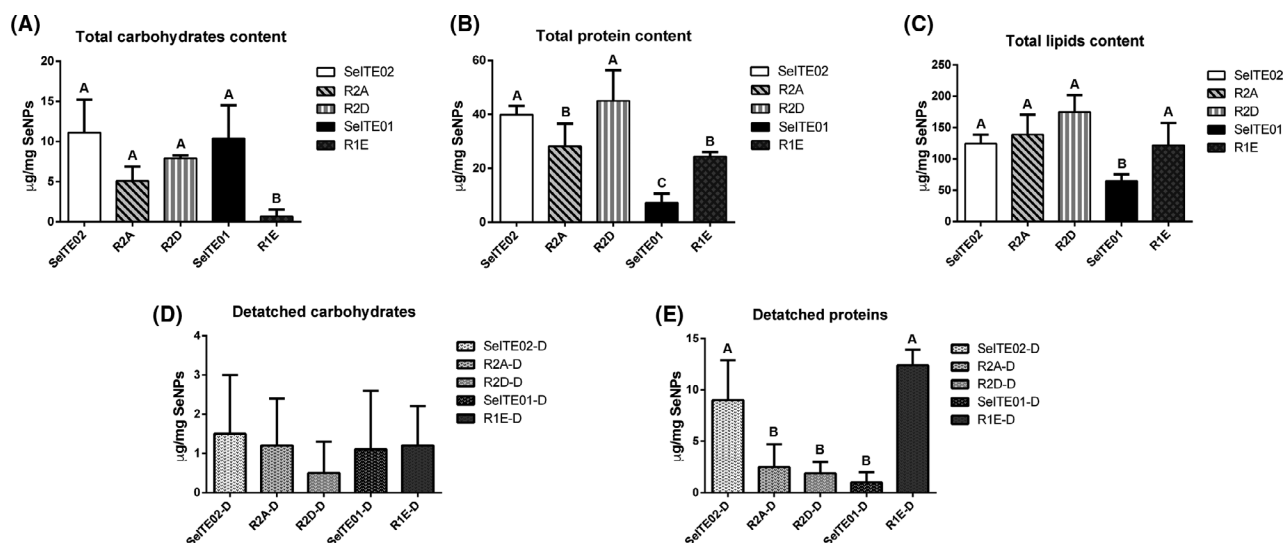 (A)
Total carbohydrates content
μg/mg SeNPs
20
15
10
5
0
A
A
A
A
B
SelTE02
R2A
R2D
SelTE01
R1E
SelTE02
R2A
R2D
SelTE01
R1E
(B)
Total protein content
μg/mg SeNPs
60
40
20
0
A
B
A
C
B
SelTE02
R2A
R2D
SelTE01
R1E
SelTE02
R2A
R2D
SelTE01
R1E
(C)
Total lipids content
μg/mg SeNPs
250
200
150
100
50
0
A
A
A
B
A
SelTE02
R2A
R2D
SelTE01
R1E
SelTE02
R2A
R2D
SelTE01
R1E
(D)
Detatched carbohydrates
μg/mg SeNPs
4
3
2
1
0
SelTE02-D
R2A-D
R2D-D
SelTE01-D
R1E-D
SelTE02-D
R2A-D
R2D-D
SelTE01-D
R1E-D
(E)
Detatched proteins
μg/mg SeNPs
15
10
5
0
A
B
B
B
A
SelTE02-D
R2A-D
R2D-D
SelTE01-D
R1E-D
SelTE02-D
R2A-D
R2D-D
SelTE01-D
R1E-D